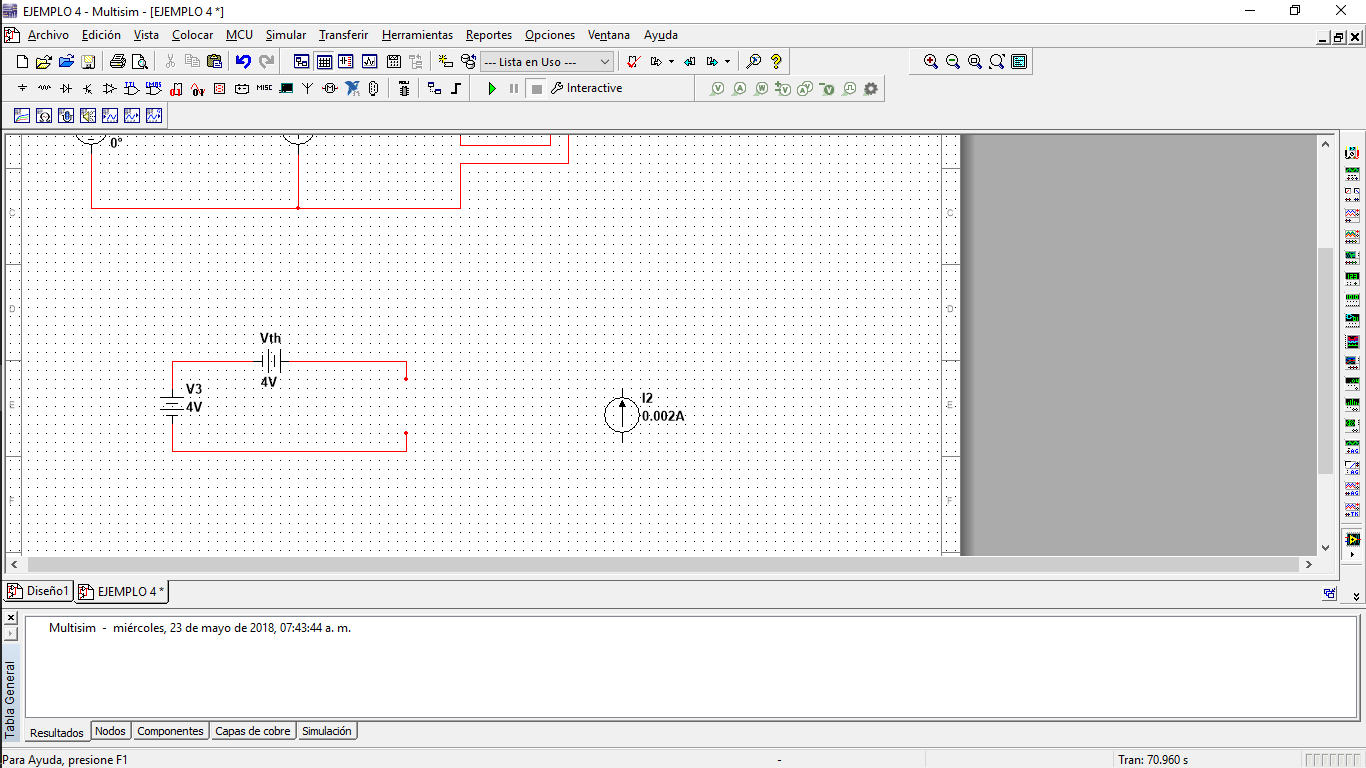 EJEMPLO 4 - Multisim - [EJEMPLO 4 *]
Archivo Edición Vista Colocar MCU Simular Transferir Herramientas Reportes Opciones Ventana Ayuda
--- Lista en Uso ---
MISC
Interactive
0°
C C
D D
Vth
4V
V3
4V
I2
0.002A
E E
F F
Diseño1 EJEMPLO 4 *
Multisim - miércoles, 23 de mayo de 2018, 07:43:44 a. m.
Tabla General
Resultados Nodos Componentes Capas de cobre Simulación
Para Ayuda, presione F1 - Tran: 70.960 s